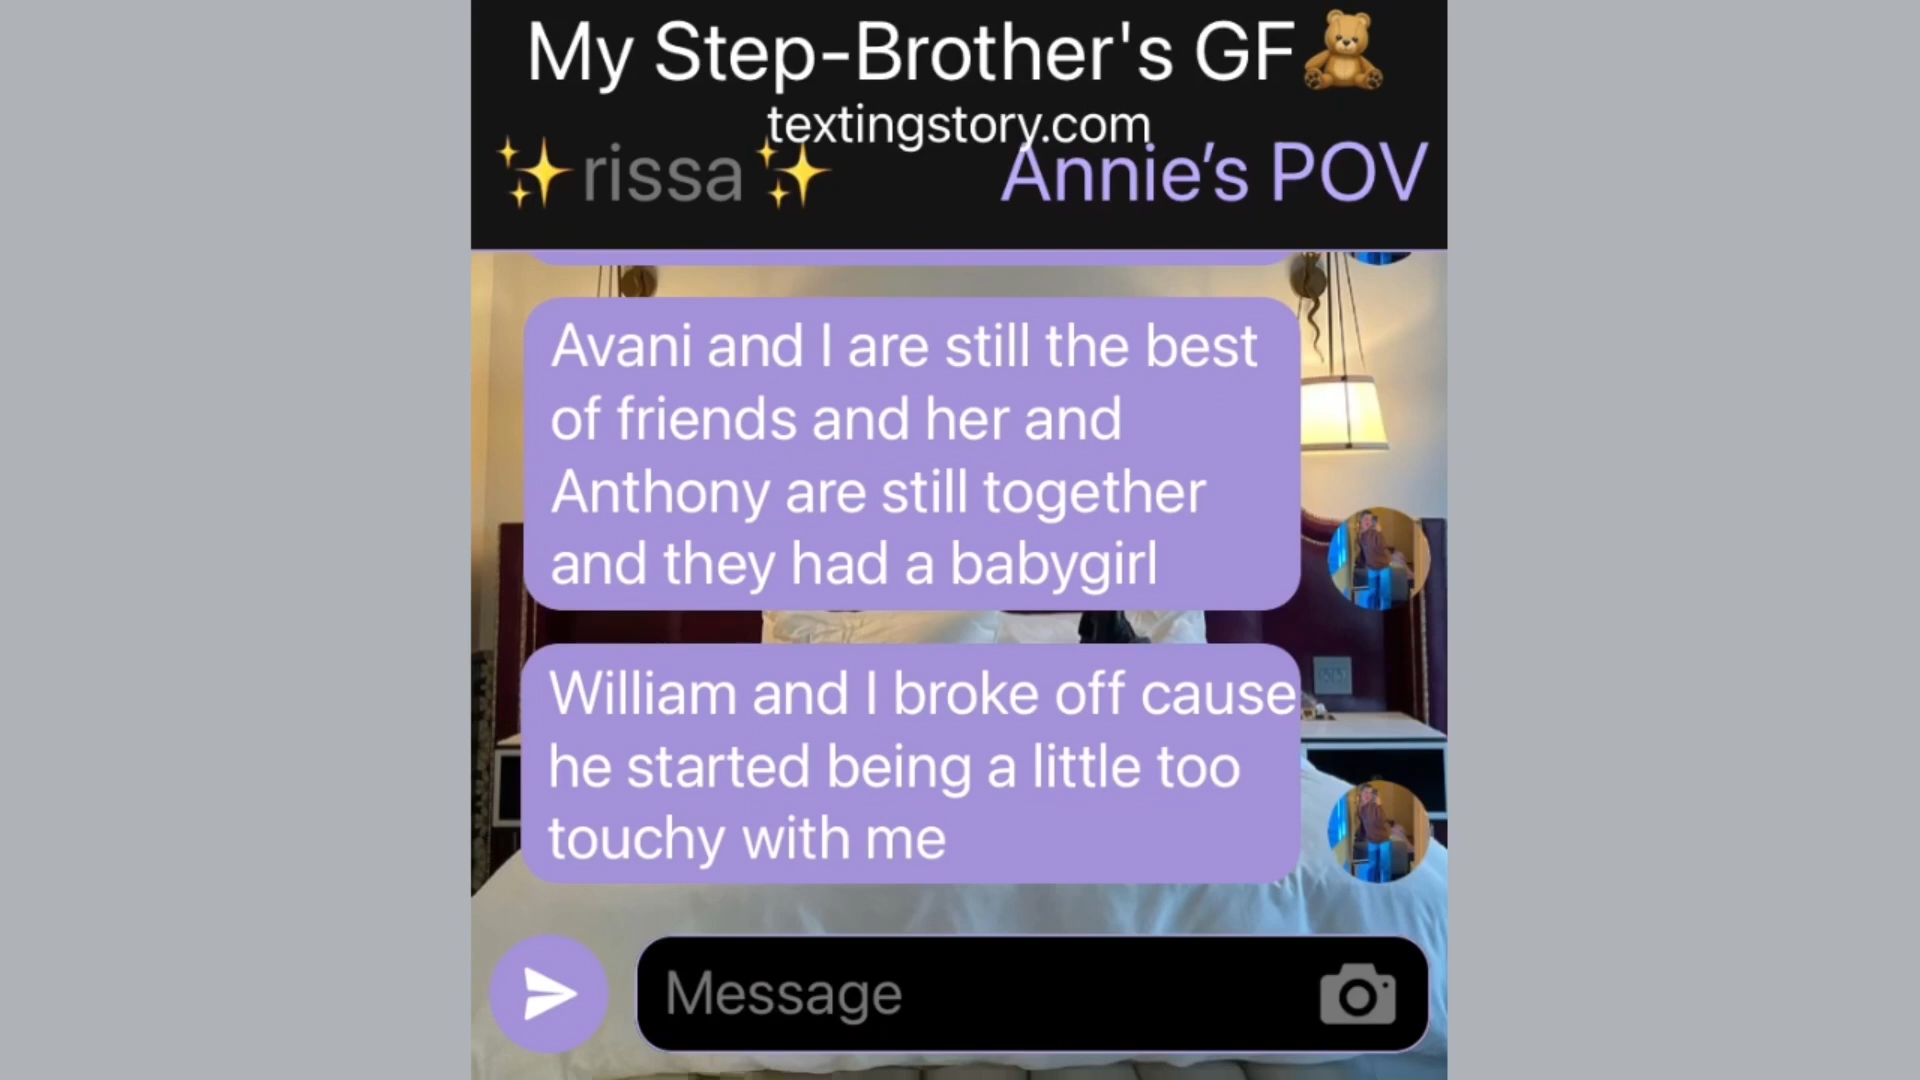 My Step-Brother's GF🧸
textingstory.com
✨rissa✨ Annie’s POV
Avani and I are still the best
of friends and her and
Anthony are still together
and they had a babygirl
William and I broke off cause
he started being a little too
touchy with me
Message